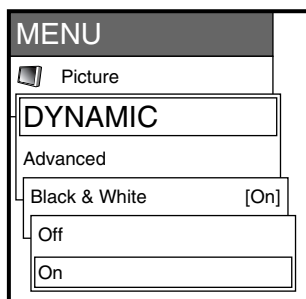 MENU
Picture
DYNAMIC
Advanced
Black & White [On]
Off
On